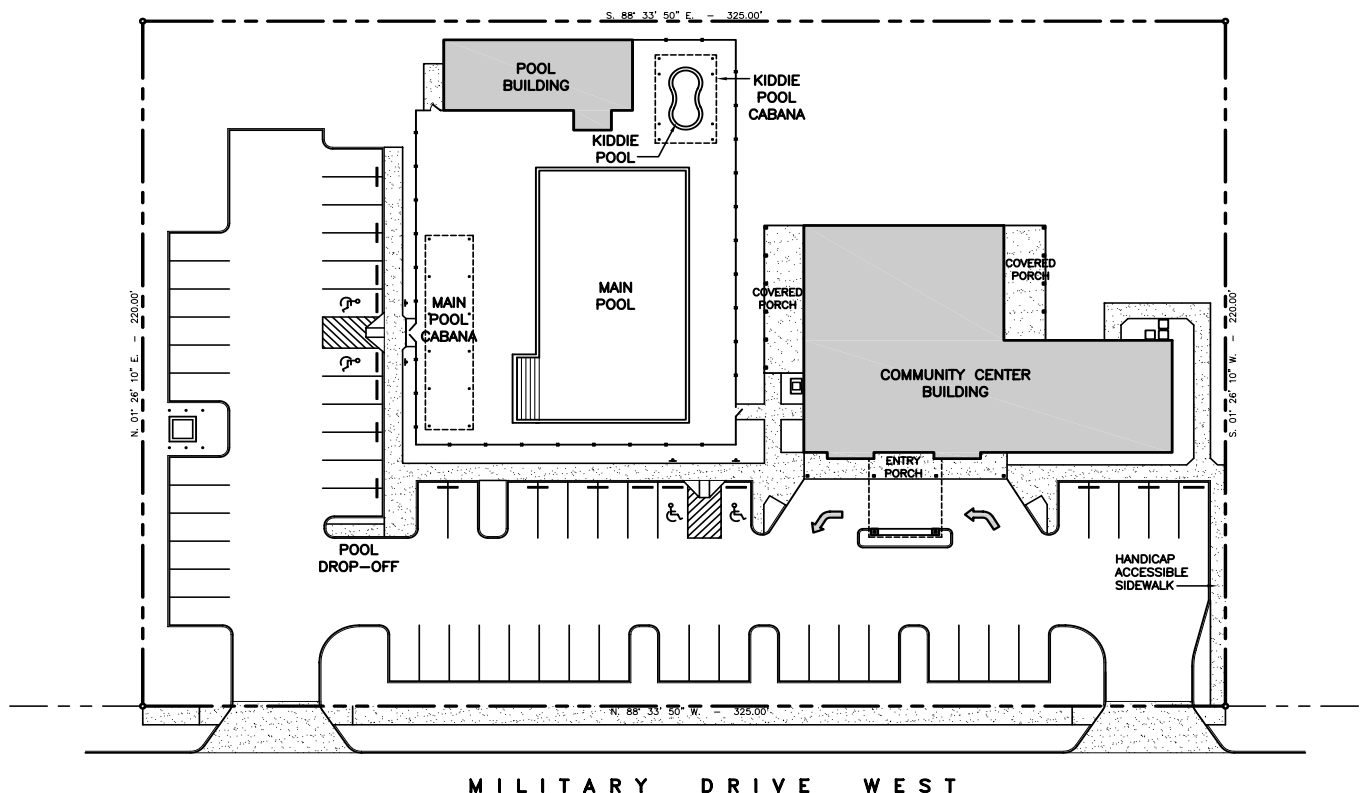 S. 88° 33' 50" E. - 325.00'
POOL
BUILDING
KIDDIE
POOL
CABANA
KIDDIE
POOL
MAIN
POOL
CABANA
MAIN
POOL
COVERED
PORCH
COVERED
PORCH
N. 01° 26' 10" E. - 220.00'
S. 01° 26' 10" W. - 220.00'
COMMUNITY CENTER
BUILDING
ENTRY
PORCH
POOL
DROP-OFF
HANDICAP
ACCESSIBLE
SIDEWALK
N. 88° 33' 50" W. - 325.00'
MILITARY DRIVE WEST